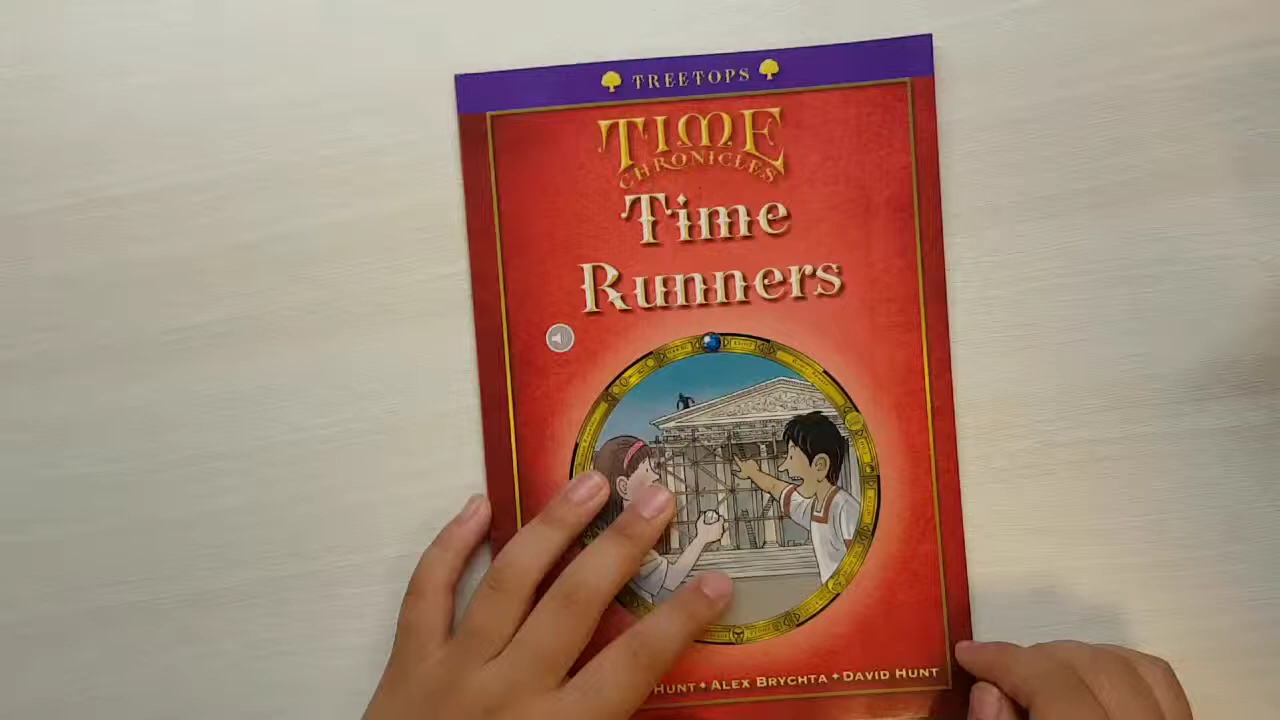 TREETOPS
TIME
CHRONICLES
Time
Runners
HUNT • ALEX BRYCHTA • DAVID HUNT